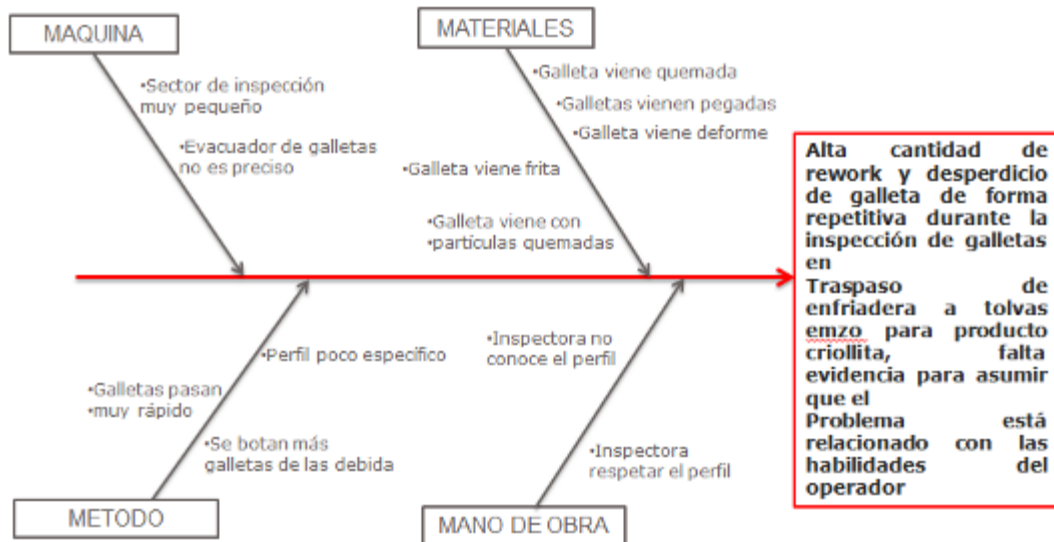 MAQUINA
•Sector de inspección
muy pequeño
•Evacuador de galletas
no es preciso
MATERIALES
•Galleta viene quemada
•Galletas vienen pegadas
•Galleta viene deforme
•Galleta viene frita
•Galleta viene con
•partículas quemadas
METODO
•Perfil poco específico
•Galletas pasan
•muy rápido
•Se botan más
galletas de las debida
MANO DE OBRA
•Inspectora no
conoce el perfil
•Inspectora
respetar el perfil
Alta cantidad de
rework y desperdicio
de galleta de forma
repetitiva durante la
inspección de galletas
en
Traspaso de
enfriadera a tolvas
emzo para producto
criollita, falta
evidencia para asumir
que el
Problema está
relacionado con las
habilidades del
operador